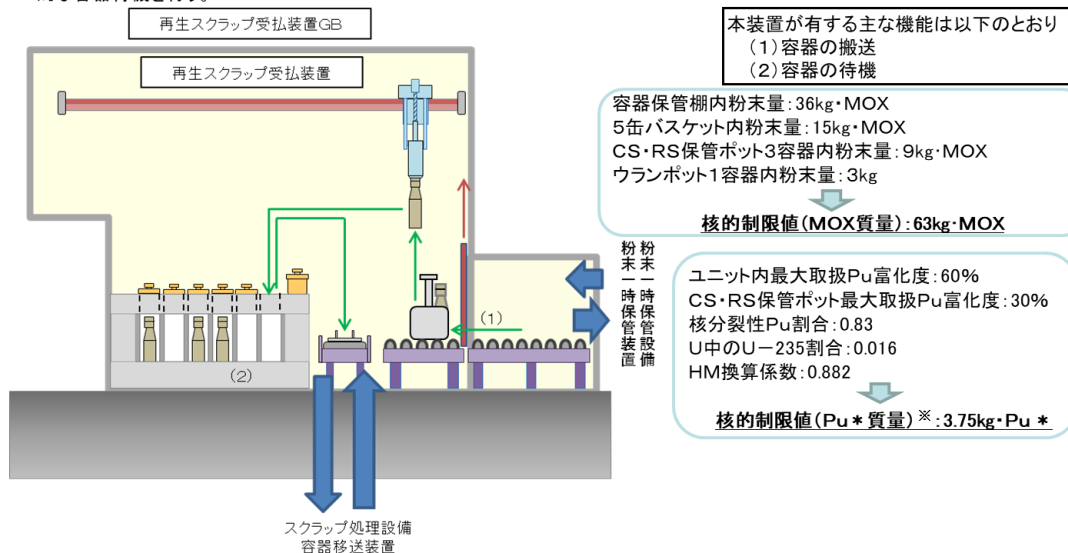 再生スクラップ受払装置GB
再生スクラップ受払装置
本装置が有する主な機能は以下のとおり
(1)容器の搬送
(2)容器の待機
容器保管棚内粉末量:36kg・MOX
5缶バスケット内粉末量:15kg・MOX
CS・RS保管ポット3容器内粉末量:9kg・MOX
ウランポット1容器内粉末量:3kg
核的制限値(MOX質量):63kg・MOX
粉末一時保管設備
粉末一時保管装置
ユニット内最大取扱Pu富化度:60%
CS・RS保管ポット最大取扱Pu富化度:30%
核分裂性Pu割合:0.83
U中のU-235割合:0.016
HM換算係数:0.882
核的制限値(Pu*質量)※:3.75kg・Pu*
(1)
(2)
スクラップ処理設備
容器移送装置